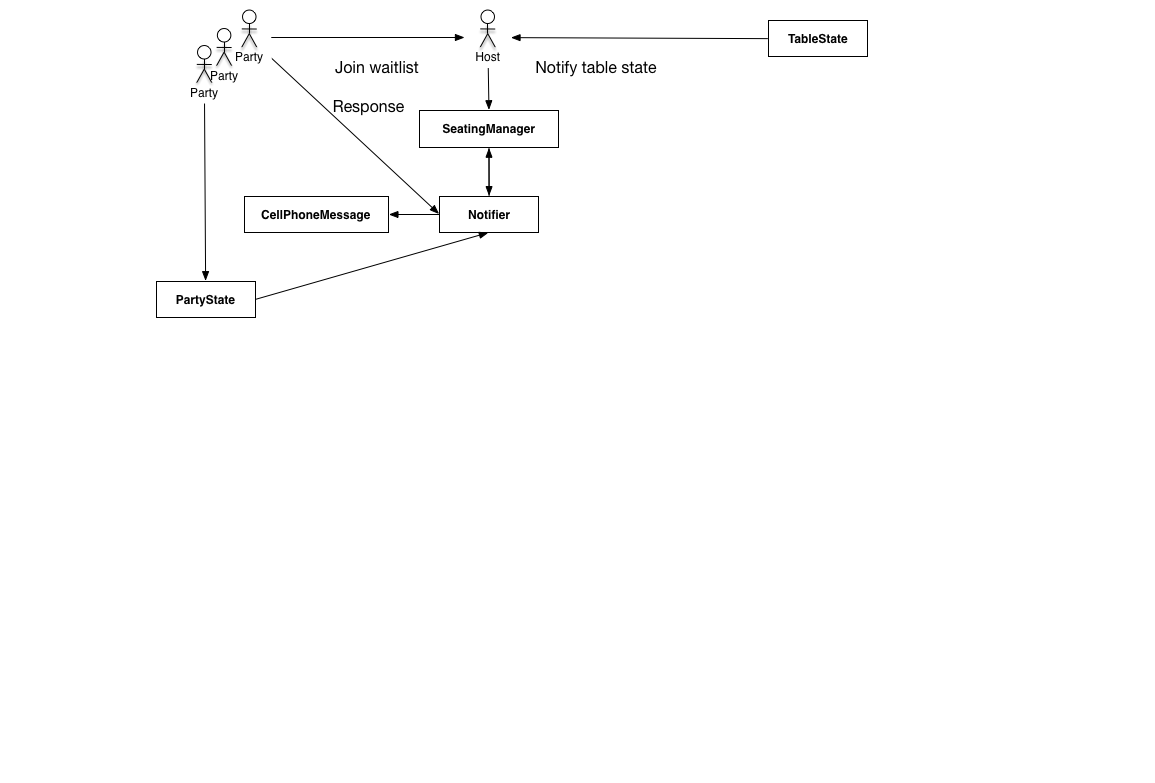 TableState
Party
Host
Join waitlist
Notify table state
Party
Party
Response
SeatingManager
CellPhoneMessage
Notifier
PartyState